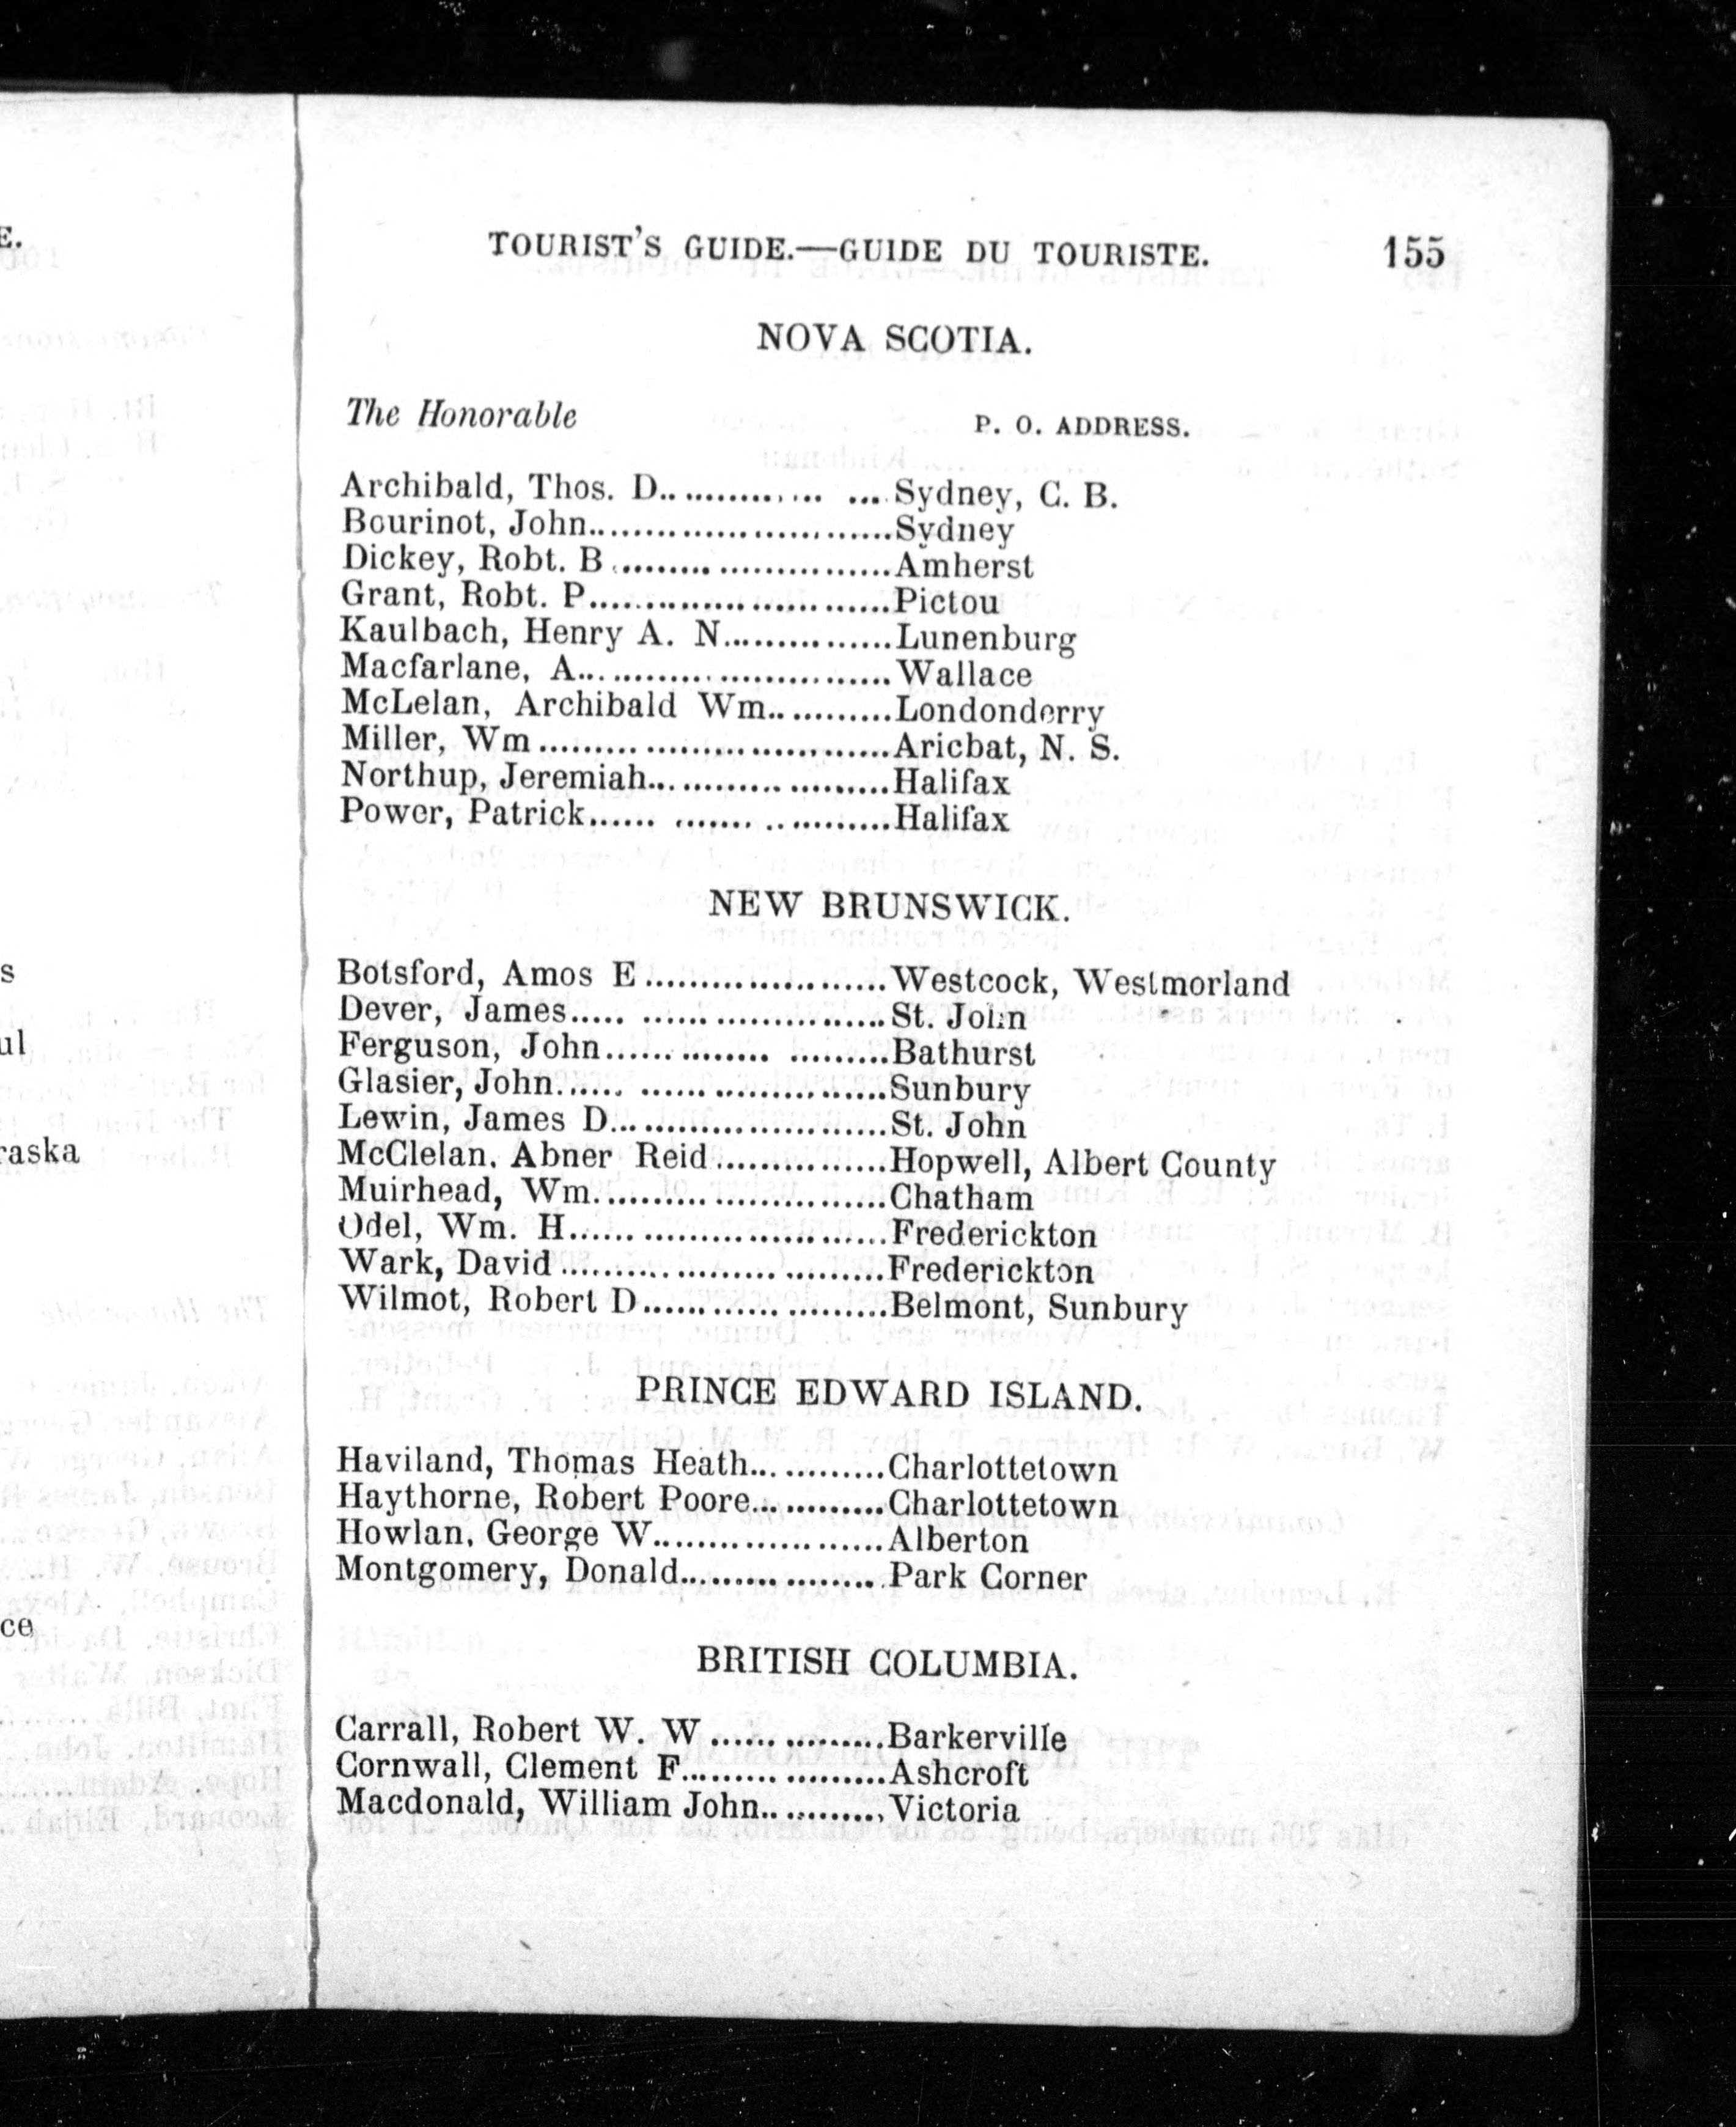 E.
s
ul
raska
ce
TOURIST'S GUIDE.—GUIDE DU TOURISTE. 155
NOVA SCOTIA.
The Honorable P. O. ADDRESS.
Archibald, Thos. D.............. ....Sydney, C. B.
Bourinot, John..............................Sydney
Dickey, Robt. B..............................Amherst
Grant, Robt. P..............................Pictou
Kaulbach, Henry A. N.................Lunenburg
Macfarlane, A..............................Wallace
McLelan, Archibald Wm............Londonderry
Miller, Wm..................................Aricbat, N. S.
Northup, Jeremiah........................Halifax
Power, Patrick...... ....... ............Halifax
NEW BRUNSWICK.
Botsford, Amos E........................Westcock, Westmorland
Dever, James..... ........................St. John
Ferguson, John............... ..........Bathurst
Glasier, John...... ........................Sunbury
Lewin, James D...........................St. John
McClelan, Abner Reid.................Hopwell, Albert County
Muirhead, Wm.............................Chatham
Odel, Wm. H..............................Frederickton
Wark, David................................Frederickton
Wilmot, Robert D........................Belmont, Sunbury
PRINCE EDWARD ISLAND.
Haviland, Thomas Heath.............Charlottetown
Haythorne, Robert Poore.............Charlottetown
Howlan, George W.......................Alberton
Montgomery, Donald....................Park Corner
BRITISH COLUMBIA.
Carrall, Robert W. W.................Barkerville
Cornwall, Clement F....................Ashcroft
Macdonald, William John............Victoria